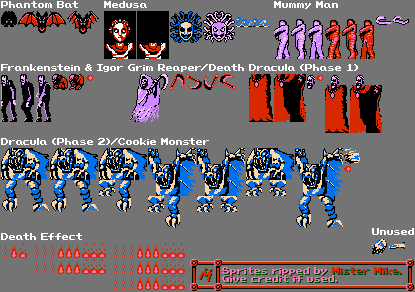 Phantom Bat
Medusa
Mummy Man
Frankenstein & Igor
Grim Reaper/Death
Dracula (Phase 1)
Dracula (Phase 2)/Cookie Monster
Death Effect
Unused
Sprites ripped by Mister Mike.
Give credit if used.